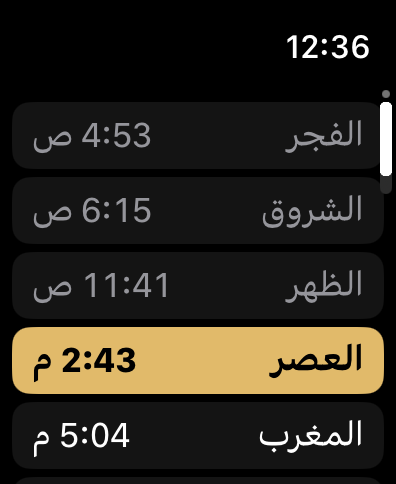 12:36
الفجر 4:53 ص
الشروق 6:15 ص
الظهر 11:41 ص
العصر 2:43 م
المغرب 5:04 م